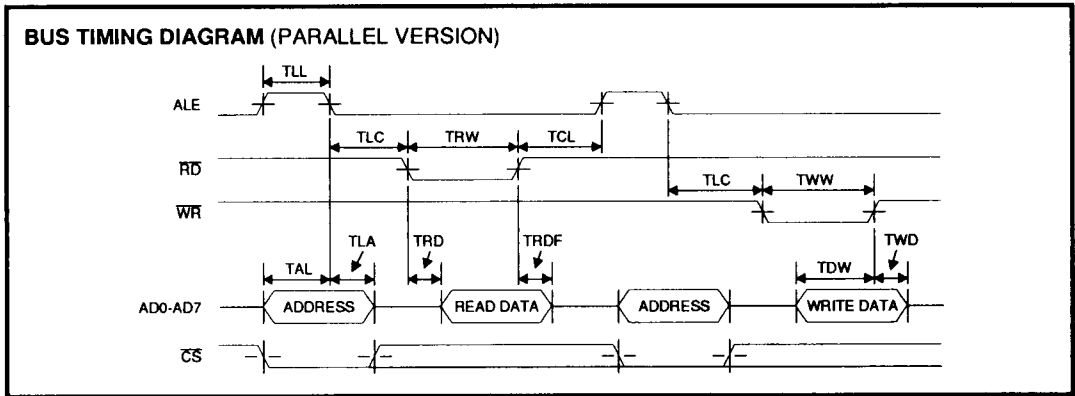 BUS TIMING DIAGRAM (PARALLEL VERSION)
TLL
ALE
TLC TRW TCL
RD
TLC TWW
WR
TLA TRD TRDF TWD
TAL TDW
AD0-AD7 ADDRESS READ DATA ADDRESS WRITE DATA
CS